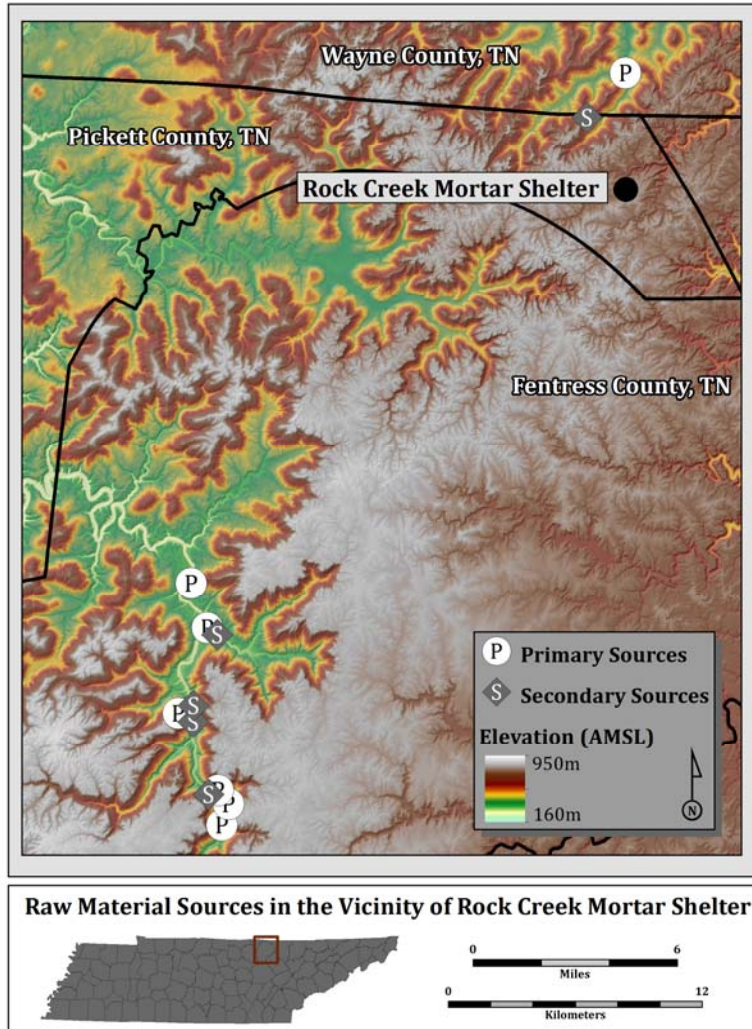 Wayne County, TN
P
S
Pickett County, TN
Rock Creek Mortar Shelter
Fentress County, TN
P
P
S
S
P
S
P
S
P
P
P Primary Sources
S Secondary Sources
Elevation (AMSL)
950m
160m
N
Raw Material Sources in the Vicinity of Rock Creek Mortar Shelter
0 6
Miles
0 12
Kilometers